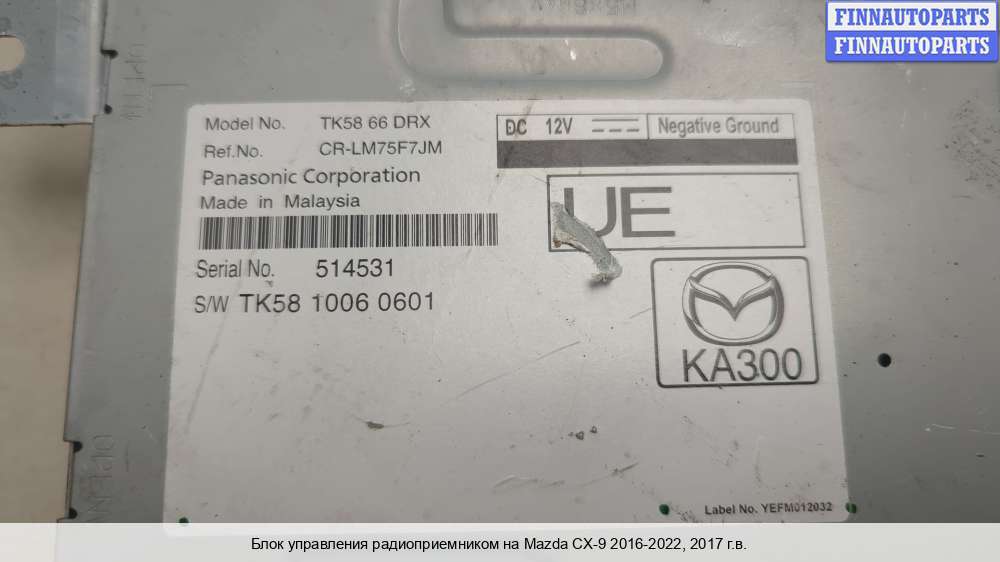 FINNAUTOPARTS
FINNAUTOPARTS
Model No. TK58 66 DRX
Ref.No. CR-LM75F7JM
Panasonic Corporation
Made in Malaysia
Serial No. 514531
S/W TK58 1006 0601
DC 12V Negative Ground
UE
KA300
Label No. YEFM012032
Блок управления радиоприемником на Mazda CX-9 2016-2022, 2017 г.в.